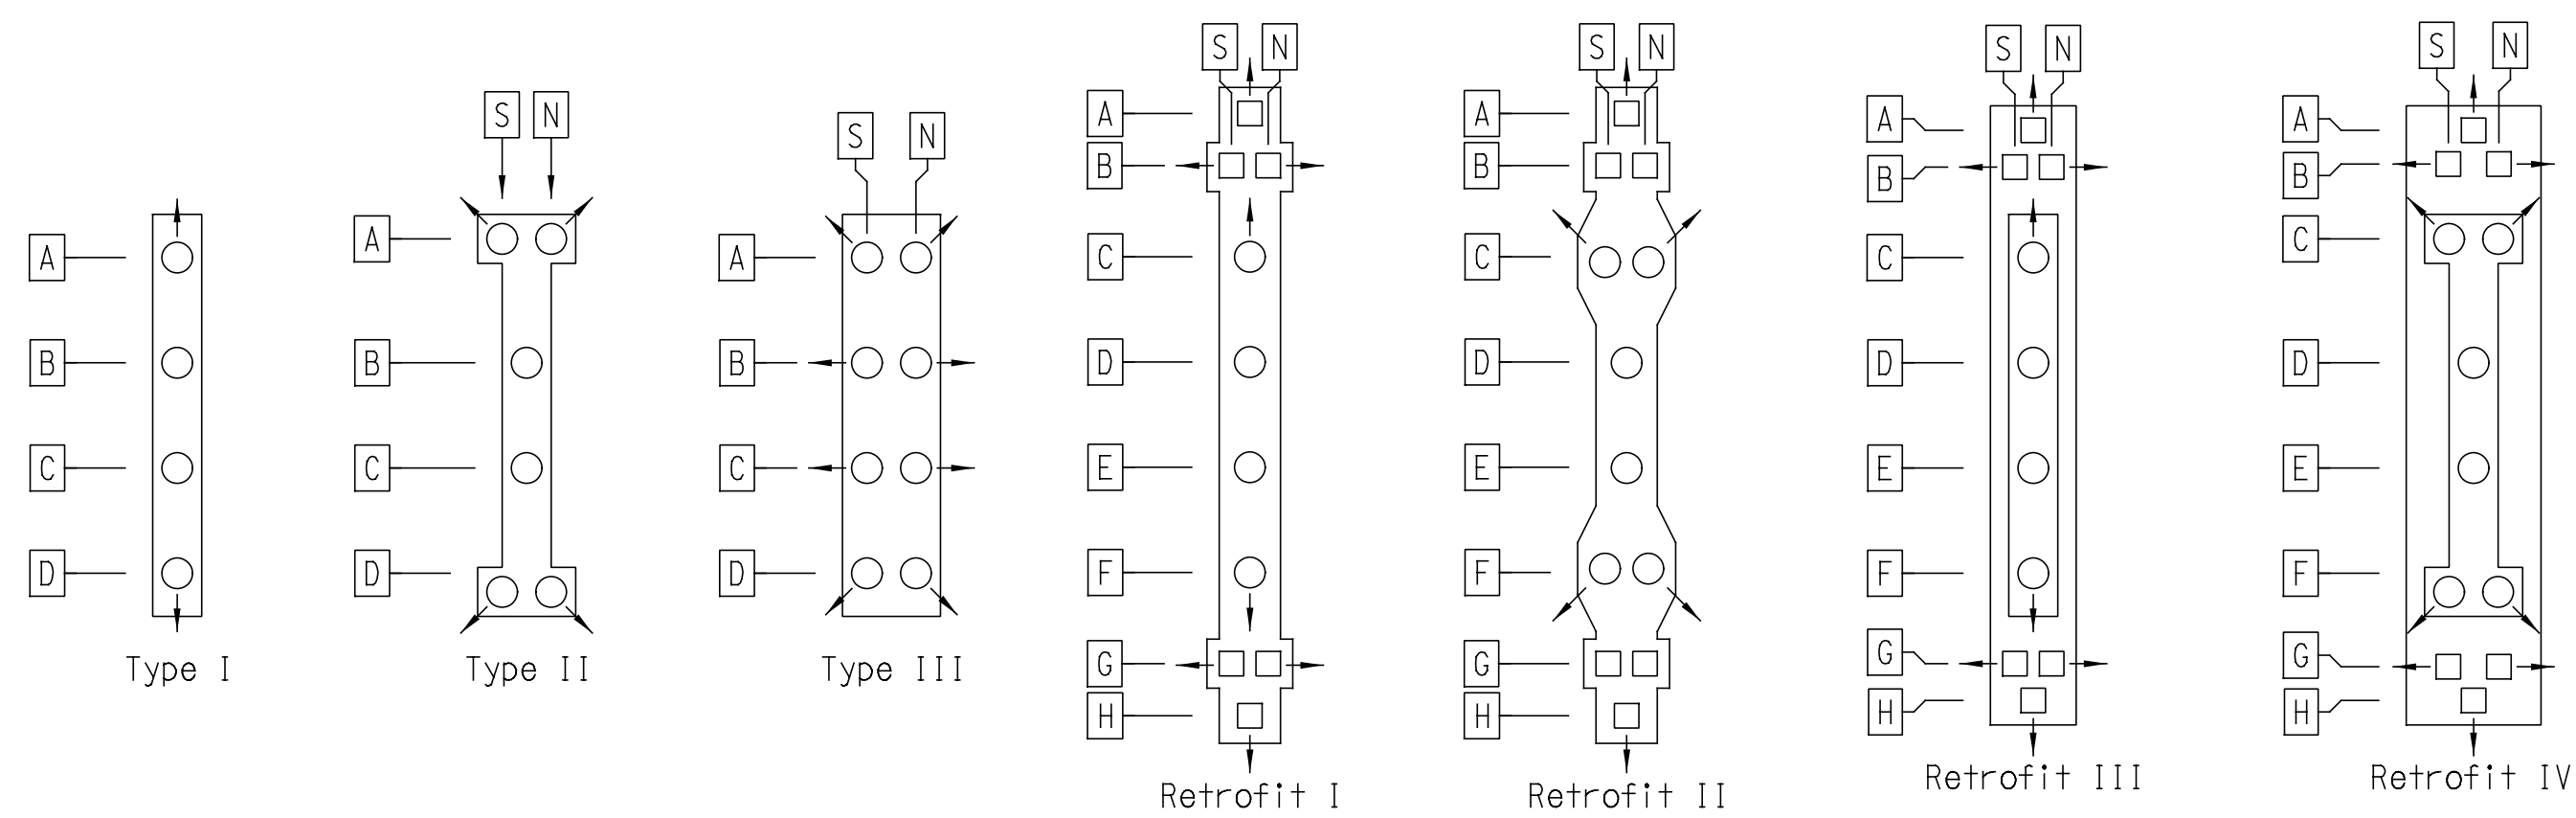 A
B
C
D
Type I
S N
A
B
C
D
Type II
S N
A
B
C
D
Type III
S N
A
B
C
D
E
F
G
H
Retrofit I
S N
A
B
C
D
E
F
G
H
Retrofit II
S N
A
B
C
D
E
F
G
H
Retrofit III
S N
A
B
C
D
E
F
G
H
Retrofit IV